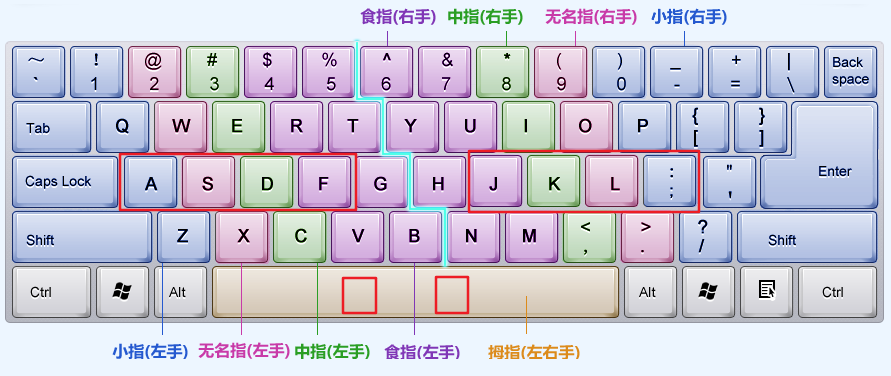 食指(右手) 中指(右手) 无名指(右手) 小指(右手)
~ ! @ # $ % ^ & * ( ) _ + | Back
` 1 2 3 4 5 6 7 8 9 0 - = \ space
Tab Q W E R T Y U I O P { [ } ]
Caps Lock A S D F G H J K L : ; " ' Enter
Shift Z X C V B N M < , > . ? / Shift
Ctrl Alt Alt Ctrl
小指(左手) 无名指(左手) 中指(左手) 食指(左手) 拇指(左右手)